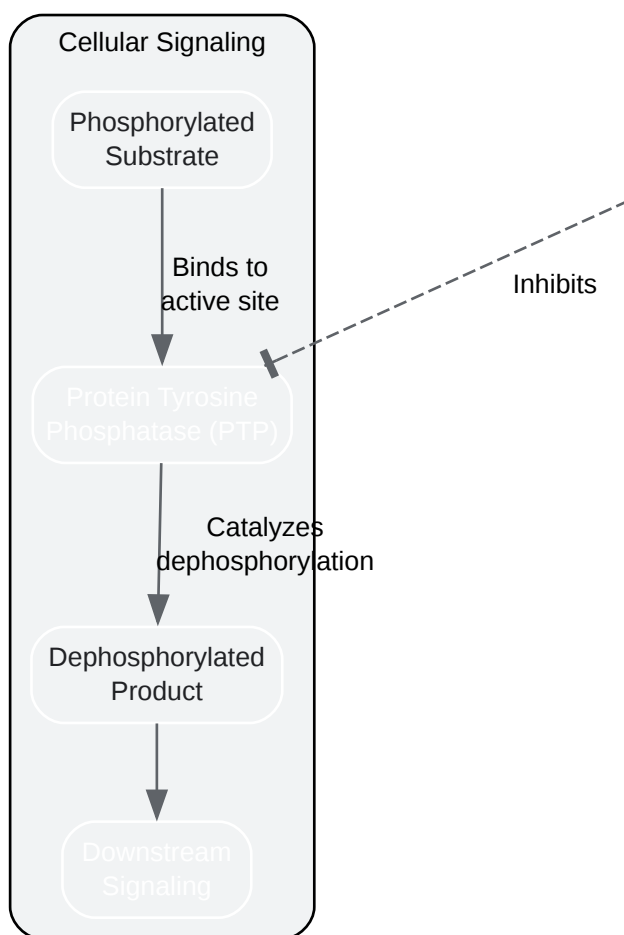 Cellular Signaling
Phosphorylated
Substrate
Binds to
active site
Inhibits
Protein Tyrosine
Phosphatase (PTP)
Catalyzes
dephosphorylation
Dephosphorylated
Product
Downstream
Signaling